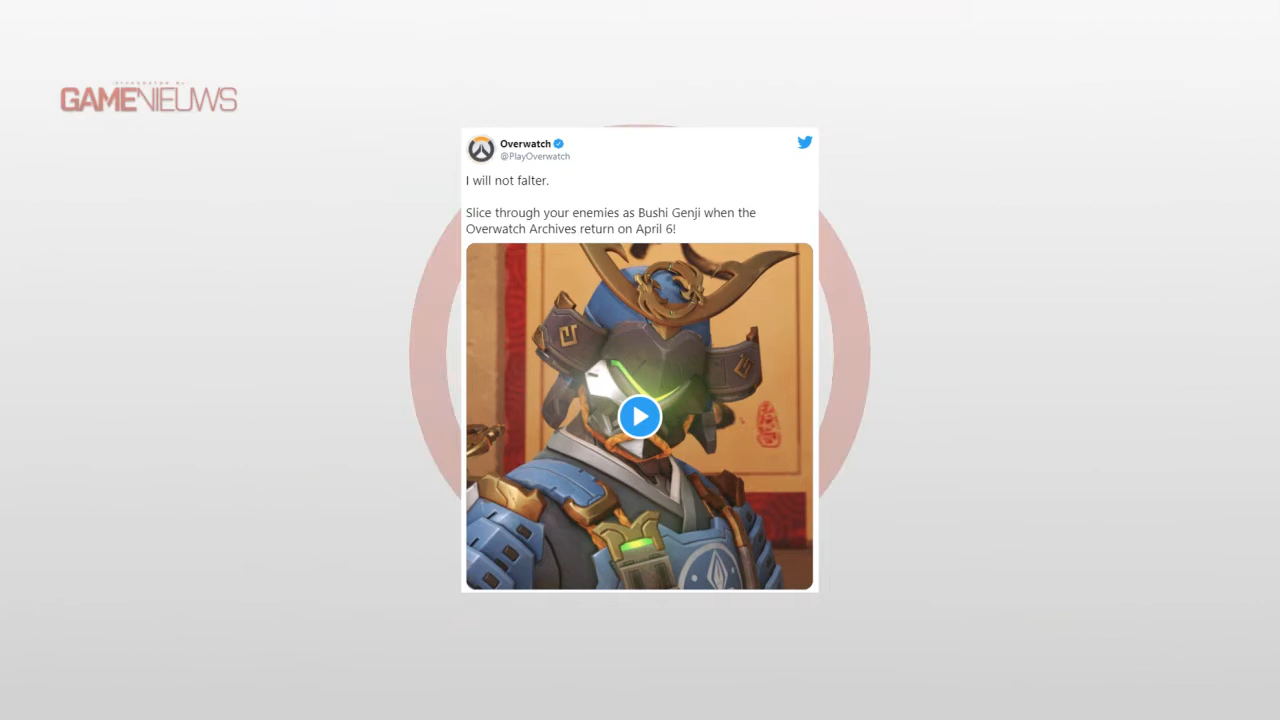 GAMENIEUWS
Overwatch
@PlayOverwatch
I will not falter.
Slice through your enemies as Bushi Genji when the
Overwatch Archives return on April 6!